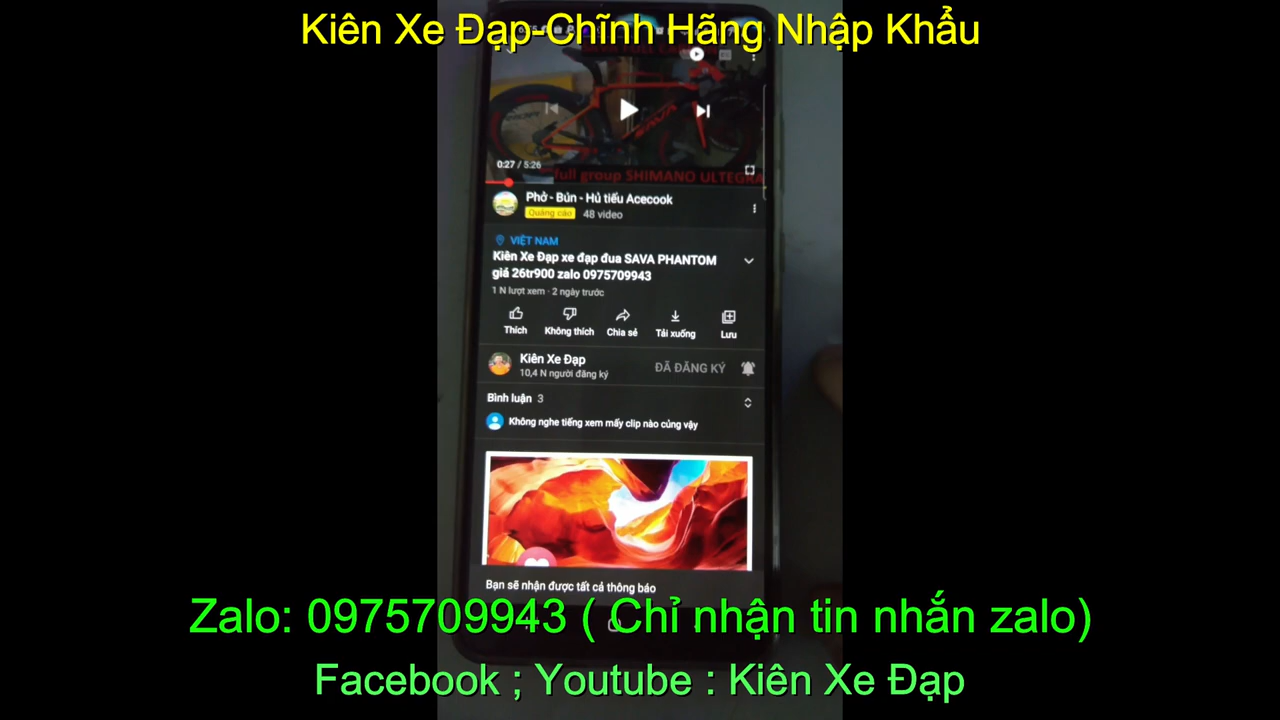 Kiên Xe Đạp-Chĩnh Hãng Nhập Khẩu
SAVA
0:27 / 5:26
full group SHIMANO ULTEGRA
Phở - Bún - Hủ tiếu Acecook
Quảng cáo 48 video
VIỆT NAM
Kiên Xe Đạp xe đạp đua SAVA PHANTOM
giá 26tr900 zalo 0975709943
1 N lượt xem · 2 ngày trước
Thích Không thích Chia sẻ Tải xuống Lưu
Kiên Xe Đạp
10,4 N người đăng ký
ĐÃ ĐĂNG KÝ
Bình luận 3
Không nghe tiếng xem mấy clip nào củng vậy
Bạn sẽ nhận được tất cả thông báo
Zalo: 0975709943 ( Chỉ nhận tin nhắn zalo)
Facebook ; Youtube : Kiên Xe Đạp